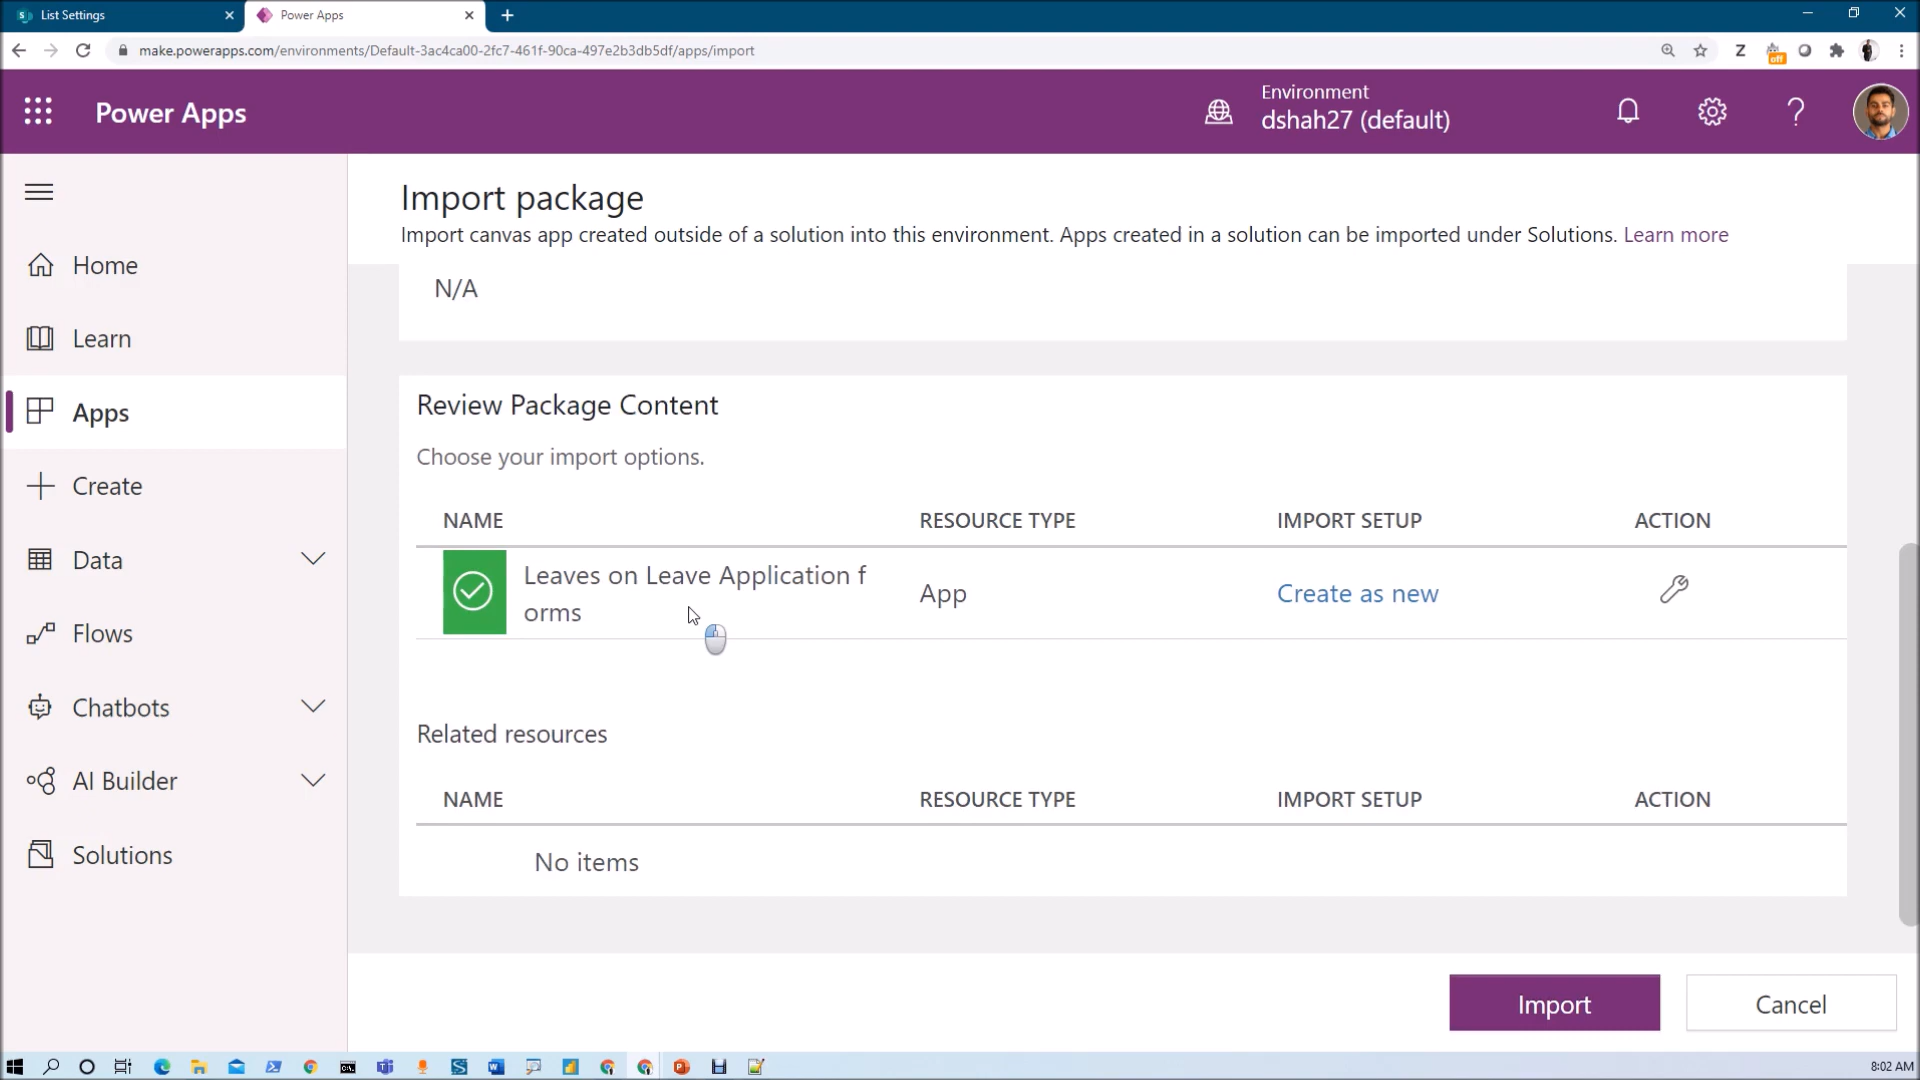 List Settings
Power Apps
make.powerapps.com/environments/Default-3ac4ca00-2fc7-461f-90ca-497e2b3db5df/apps/import
Z
off
Power Apps
Environment
dshah27 (default)
Import package
Import canvas app created outside of a solution into this environment. Apps created in a solution can be imported under Solutions. Learn more
Home
Learn
Apps
Create
Data
Flows
Chatbots
AI Builder
Solutions
N/A
Review Package Content
Choose your import options.
NAME RESOURCE TYPE IMPORT SETUP ACTION
Leaves on Leave Application f
orms
App Create as new
Related resources
NAME RESOURCE TYPE IMPORT SETUP ACTION
No items
Import Cancel
8:02 AM